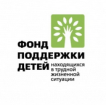 ФОНД
ПОДДЕРЖКИ
ДЕТЕЙ
находящихся
в трудной
жизненной
ситуации